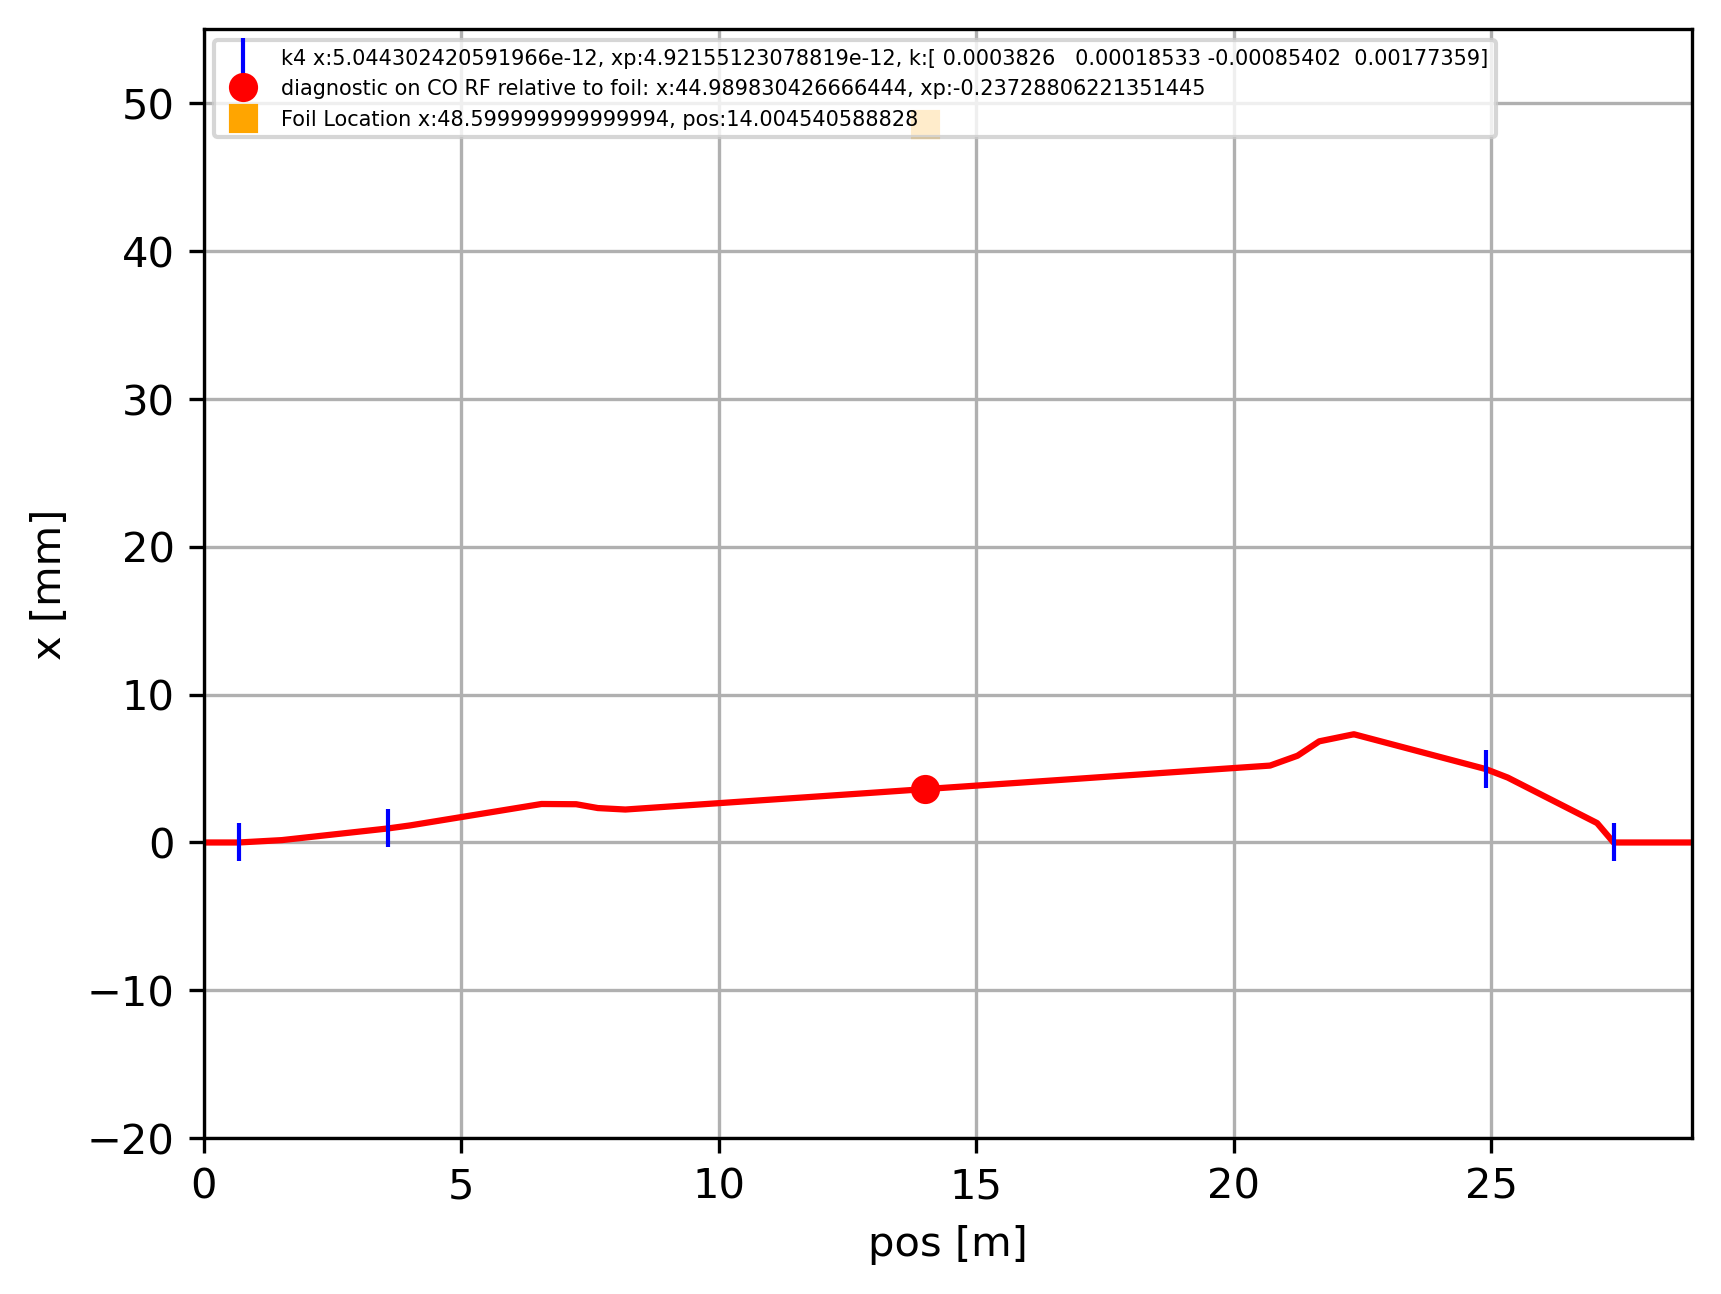 k4 x:5.044302420591966e-12, xp:4.92155123078819e-12, k:[ 0.0003826   0.00018533 -0.00085402  0.00177359]
diagnostic on CO RF relative to foil: x:44.989830426666444, xp:-0.23728806221351445
Foil Location x:48.599999999999994, pos:14.004540588828
50
40
30
20
10
0
−10
−20
x [mm]
0 5 10 15 20 25
pos [m]